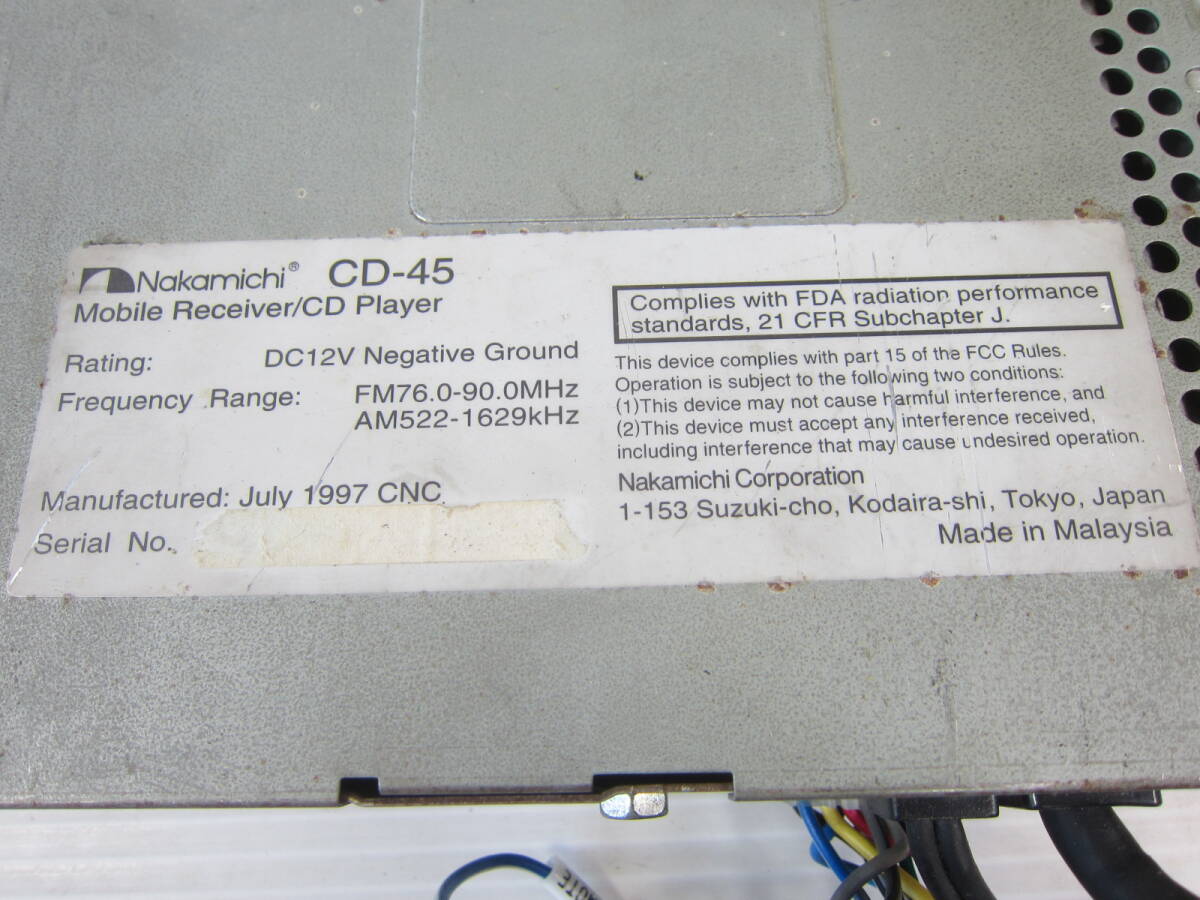 Nakamichi® CD-45
Mobile Receiver/CD Player
Rating: DC12V Negative Ground
Frequency Range: FM76.0-90.0MHz
AM522-1629kHz
Manufactured: July 1997 CNC
Serial No.
Complies with FDA radiation performance
standards, 21 CFR Subchapter J.
This device complies with part 15 of the FCC Rules.
Operation is subject to the following two conditions:
(1)This device may not cause harmful interference, and
(2)This device must accept any interference received,
including interference that may cause undesired operation.
Nakamichi Corporation
1-153 Suzuki-cho, Kodaira-shi, Tokyo, Japan
Made in Malaysia